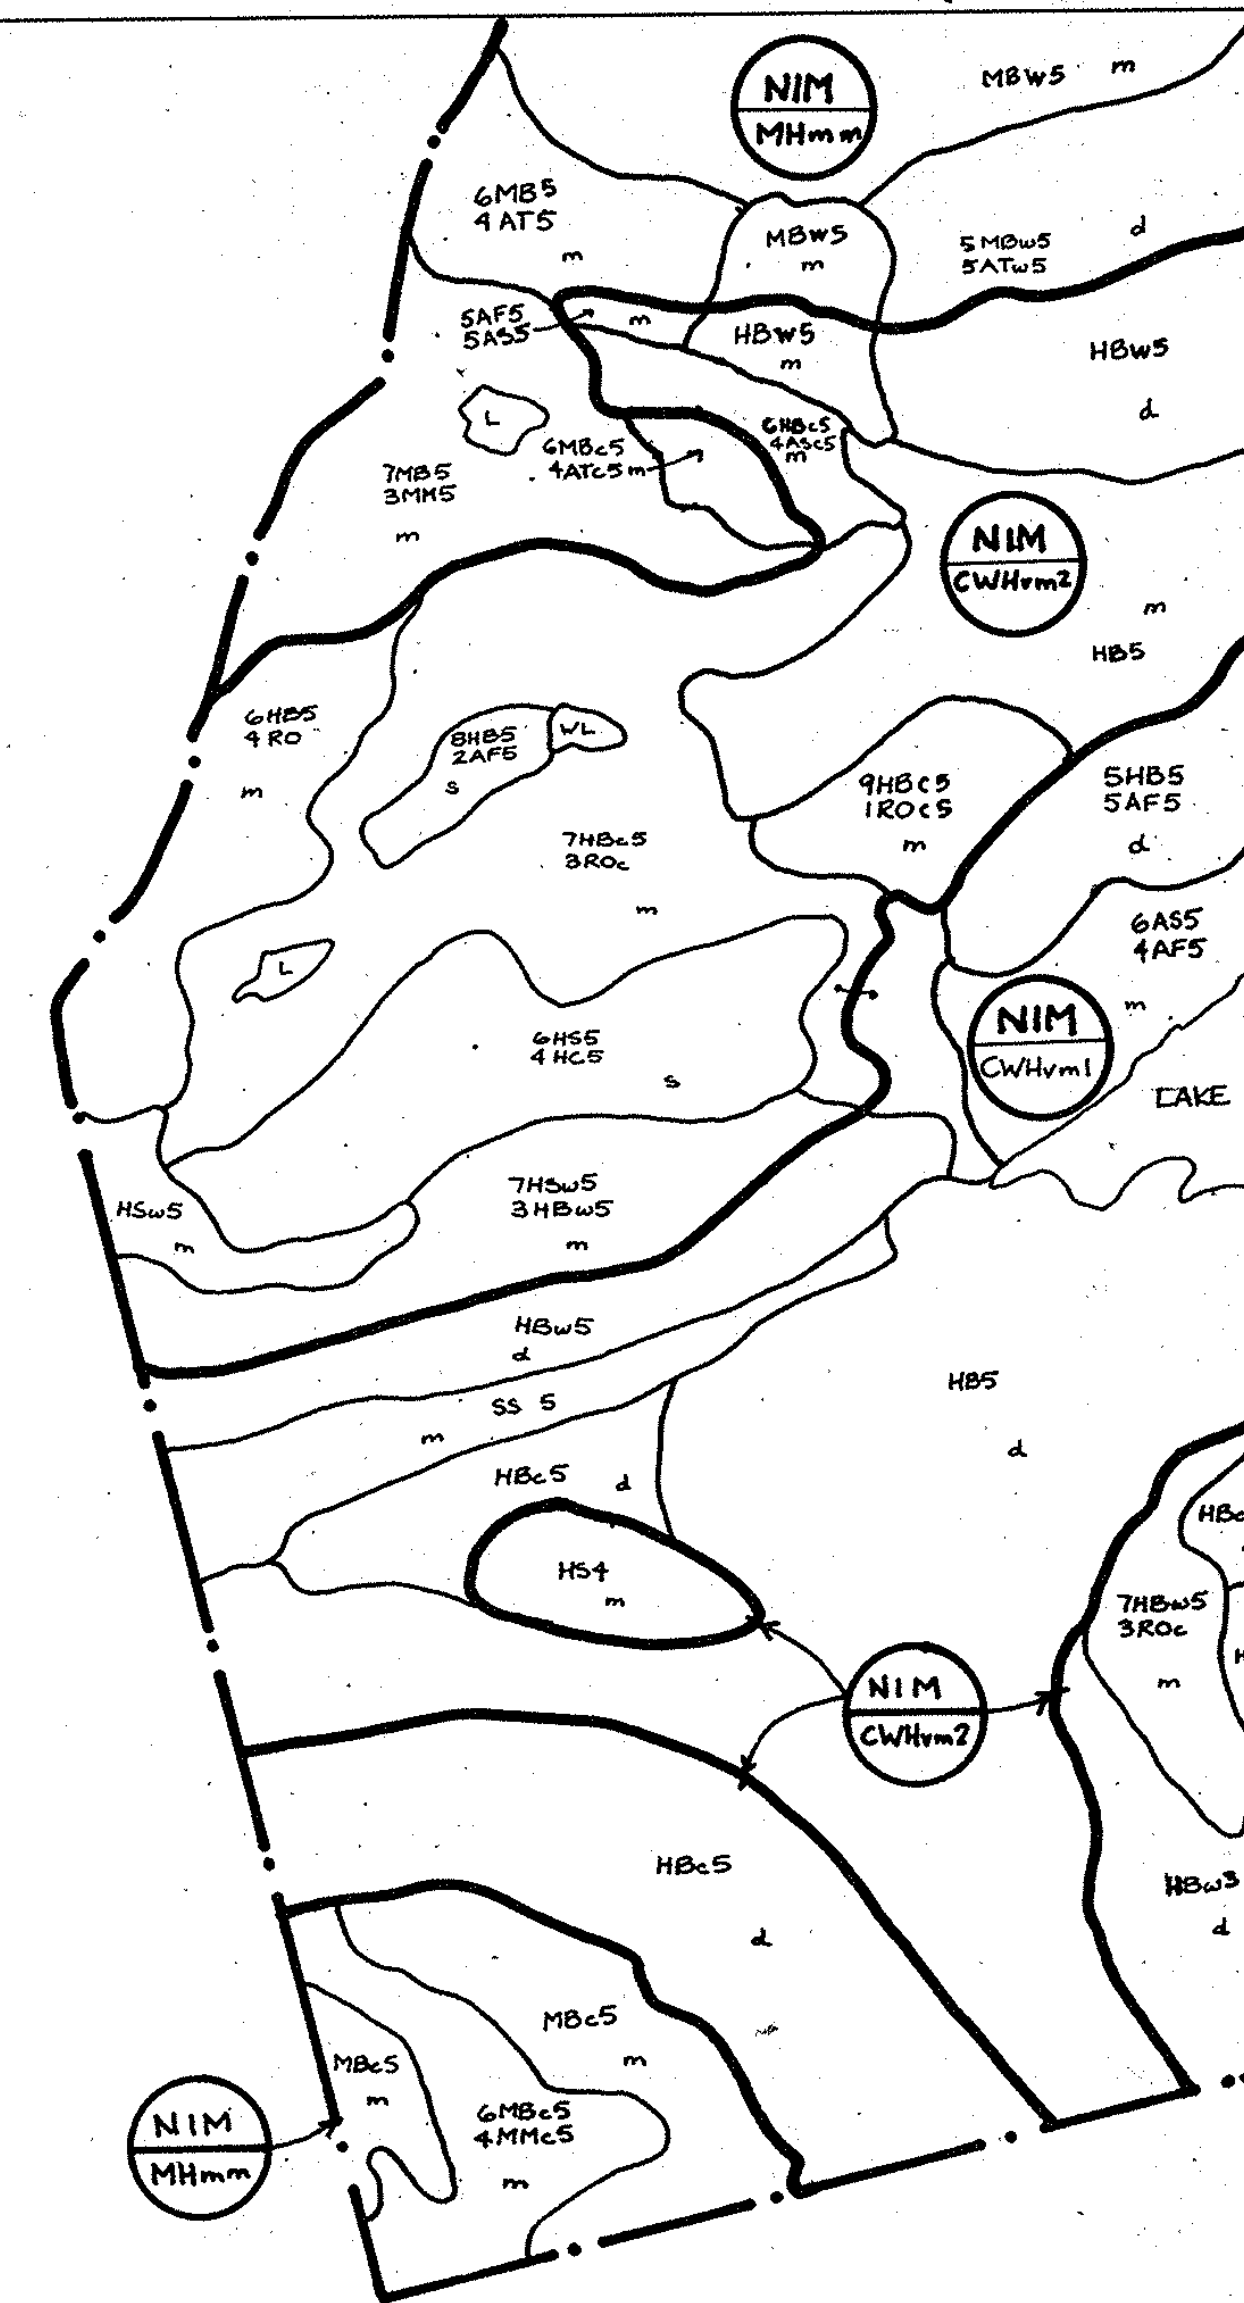 NIM
MHmm
MBw5 m
6MB5
4AT5
m
MBw5
m
5MBw5
5ATw5
d
5AF5
5AS5
m
HBw5
m
HBw5
d
L
6MBc5
4ATc5 m
6HBc5
4ASc5
m
7MB5
3MM5
m
NIM
CWHvm2
m
HB5
6HB5
4RO
m
8HB5
2AF5
s
WL
7HBc5
3ROc
m
9HBc5
1ROc5
m
5HB5
5AF5
d
6AS5
4AF5
m
L
6HS5
4HC5
s
NIM
CWHvm1
LAKE
HSw5
m
7HSw5
3HBw5
m
HBw5
d
SS 5
m
HB5
d
HBc5
d
HS4
m
7HBw5
3ROc
m
NIM
CWHvm2
HBc5
d
HBw3
d
MBc5
m
MBc5
m
6MBc5
4MMc5
m
NIM
MHmm